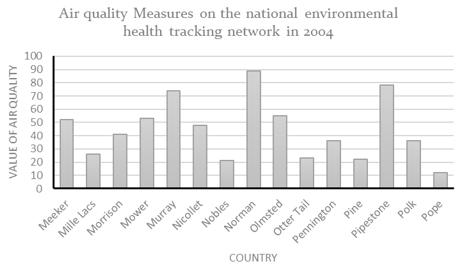 Air quality Measures on the national environmental
health tracking network in 2004
VALUE OF AIR QUALITY
100
90
80
70
60
50
40
30
20
10
0
Meeker
Mille Lacs
Morrison
Mower
Murray
Nicollet
Nobles
Norman
Olmsted
Otter Tail
Pennington
Pine
Pipestone
Polk
Pope
COUNTRY